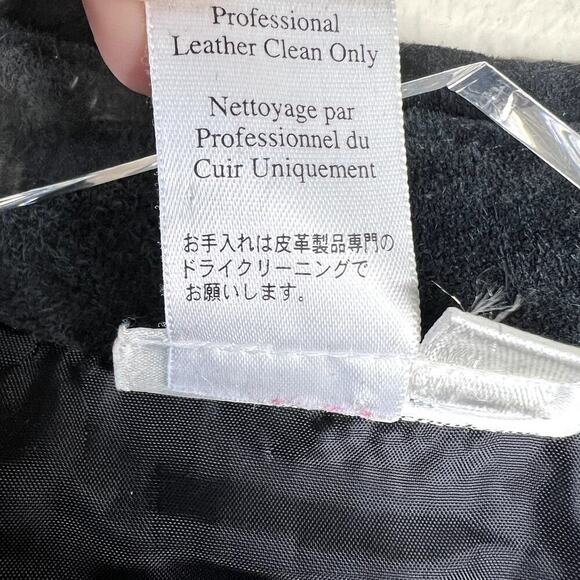 Professional
Leather Clean Only
Nettoyage par
Professionnel du
Cuir Uniquement
お手入れは皮革製品専門の
ドライクリーニングで
お願いします。